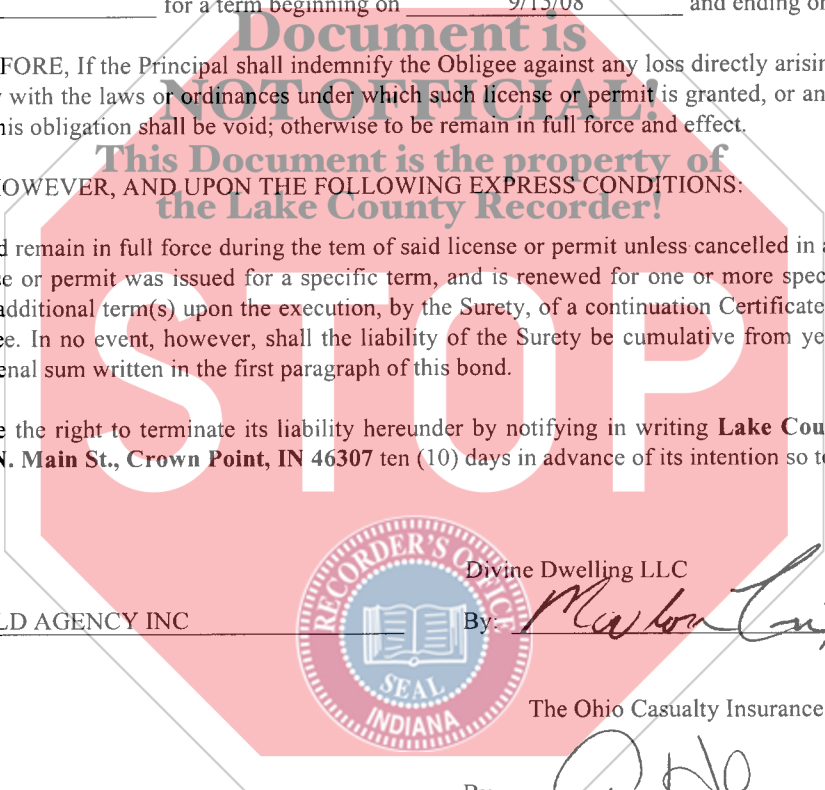 for a term beginning on 9/15/08 and ending on
Document is
FORE, If the Principal shall indemnify the Obligee against any loss directly arisin
with the laws or ordinances under which such license or permit is granted, or an
NOT OFFICIAL!
his obligation shall be void; otherwise to be remain in full force and effect.
This Document is the property of
HOWEVER, AND UPON THE FOLLOWING EXPRESS CONDITIONS:
the Lake County Recorder!
d remain in full force during the tem of said license or permit unless cancelled in a
e or permit was issued for a specific term, and is renewed for one or more spec
additional term(s) upon the execution, by the Surety, of a continuation Certificate
e. In no event, however, shall the liability of the Surety be cumulative from ye
enal sum written in the first paragraph of this bond.
STOP
e the right to terminate its liability hereunder by notifying in writing Lake Cou
N. Main St., Crown Point, IN 46307 ten (10) days in advance of its intention so to
RECORDER'S OFFICE
SEAL
INDIANA
Divine Dwelling LLC
LD AGENCY INC
By: Marlon
The Ohio Casualty Insurance
By: